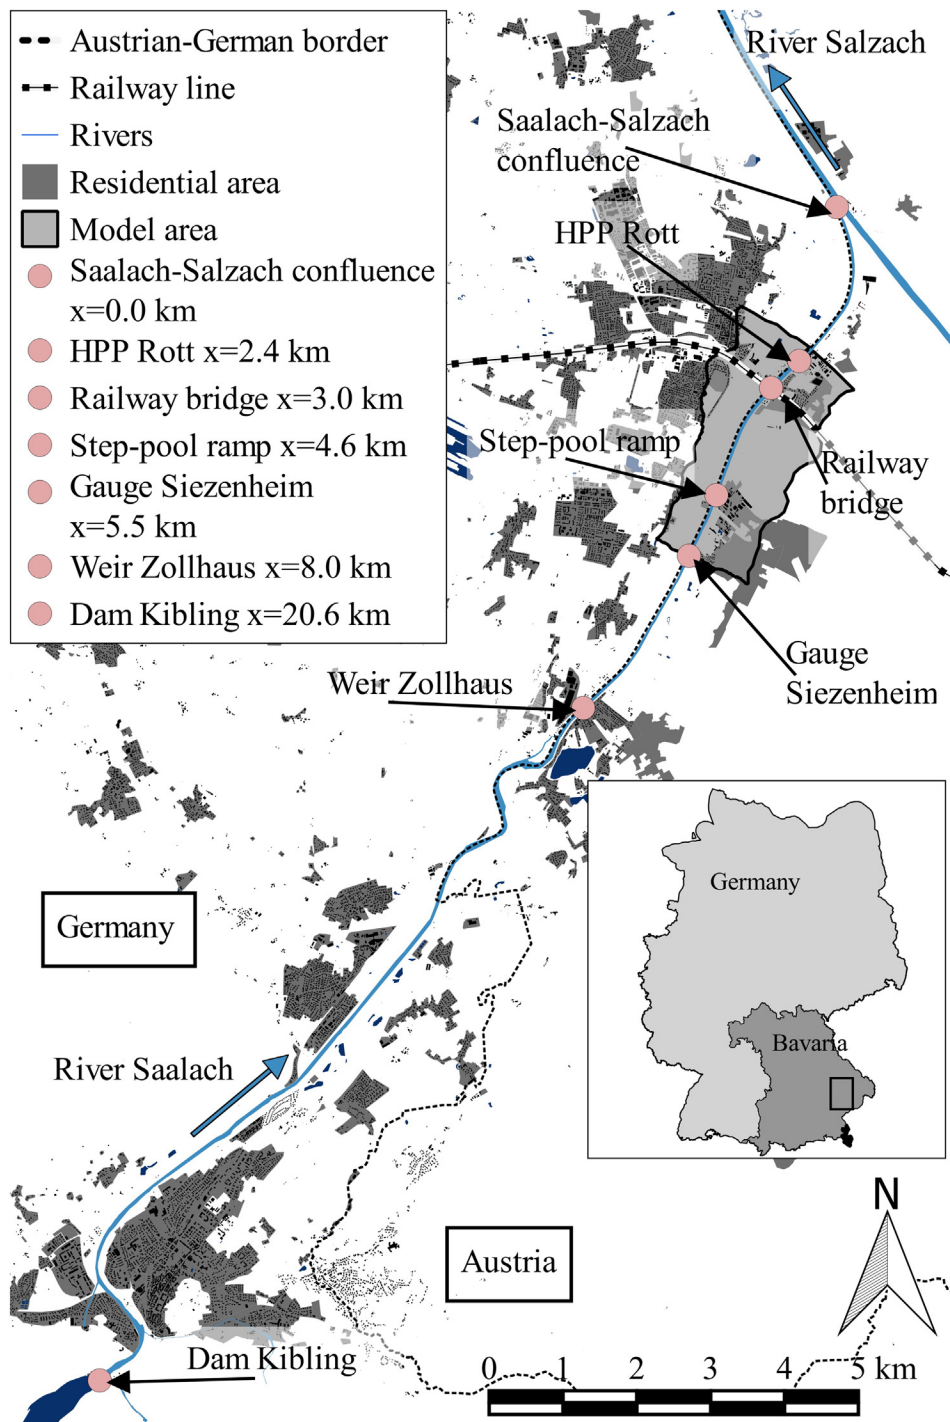 Austrian-German border
Railway line
Rivers
Residential area
Model area
Saalach-Salzach confluence
x=0.0 km
HPP Rott x=2.4 km
Railway bridge x=3.0 km
Step-pool ramp x=4.6 km
Gauge Siezenheim
x=5.5 km
Weir Zollhaus x=8.0 km
Dam Kibling x=20.6 km
River Salzach
Saalach-Salzach
confluence
HPP Rott
Step-pool ramp
Railway
bridge
Gauge
Siezenheim
Weir Zollhaus
Germany
River Saalach
Germany
Bavaria
Austria
N
Dam Kibling
0 1 2 3 4 5 km